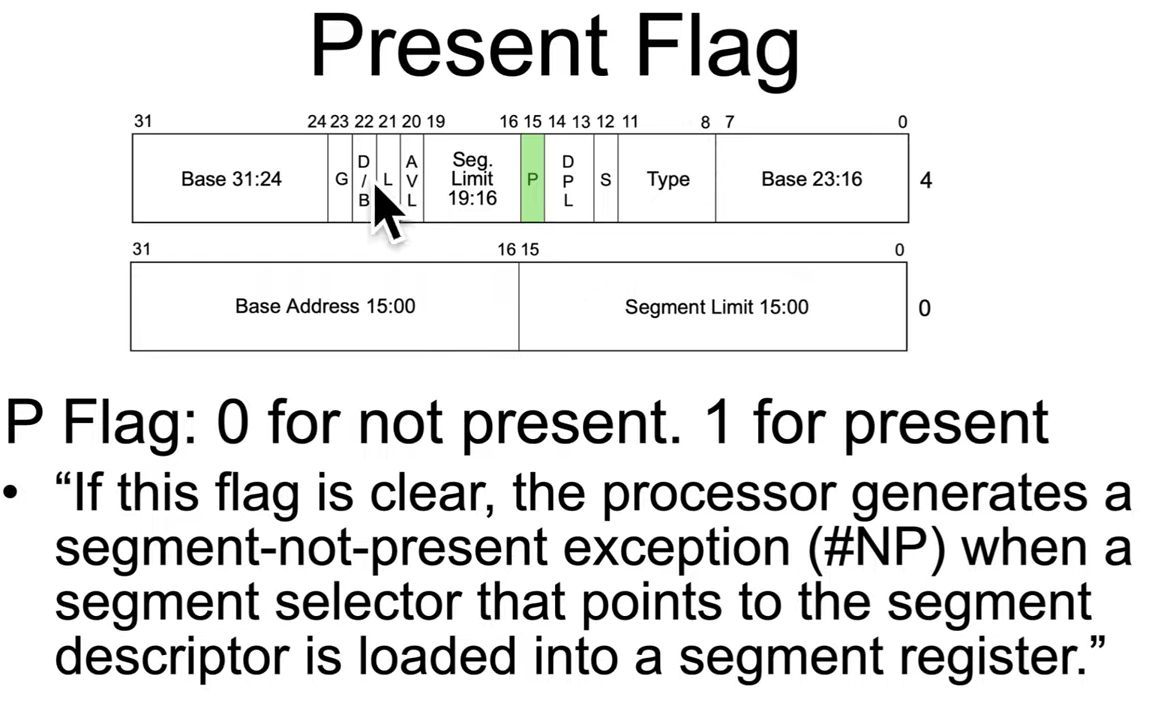 Present Flag
31 24 23 22 21 20 19 16 15 14 13 12 11 8 7 0
Base 31:24 G D/B L AVL Seg. Limit 19:16 P DPL S Type Base 23:16 4
31 16 15 0
Base Address 15:00 Segment Limit 15:00 0
P Flag: 0 for not present. 1 for present
• “If this flag is clear, the processor generates a
segment-not-present exception (#NP) when a
segment selector that points to the segment
descriptor is loaded into a segment register.”